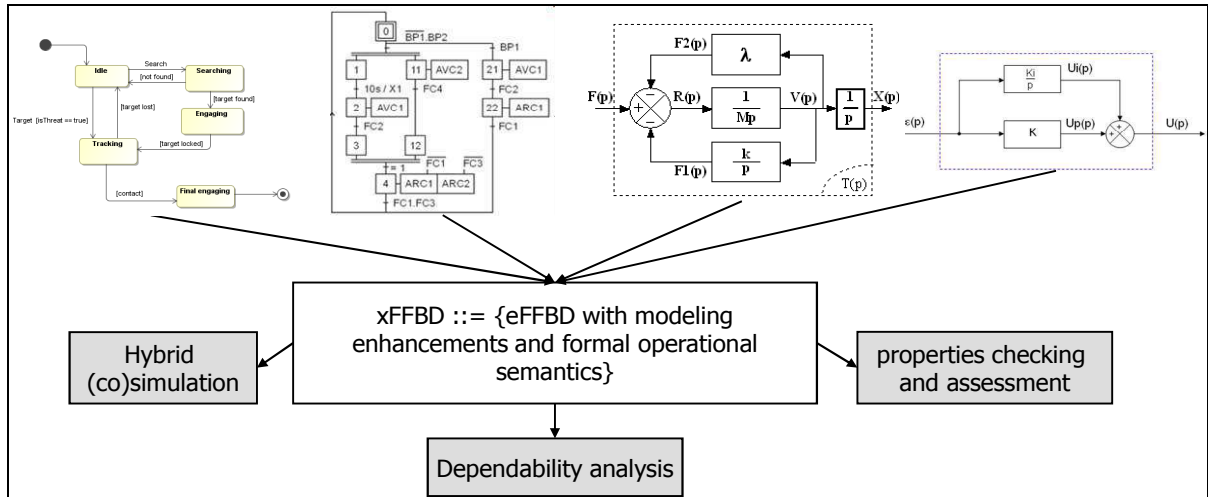 Idle
Search
Searching
[not found]
[target lost]
[target found]
Engaging
Target [isThreat == true]
Tracking
[target locked]
[contact]
Final engaging
0
BP1.BP2
BP1
1
11
AVC2
21
AVC1
10s / X1
FC4
FC2
2
AVC1
22
ARC1
FC2
FC1
3
12
= 1
FC1
FC3
4
ARC1
ARC2
FC1.FC3
F2(p)
λ
F(p)
R(p)
1
Mp
V(p)
1
p
X(p)
F1(p)
k
p
T(p)
Ki
p
Ui(p)
ε(p)
K
Up(p)
U(p)
xFFBD ::= {eFFBD with modeling
enhancements and formal operational
semantics}
Hybrid
(co)simulation
properties checking
and assessment
Dependability analysis